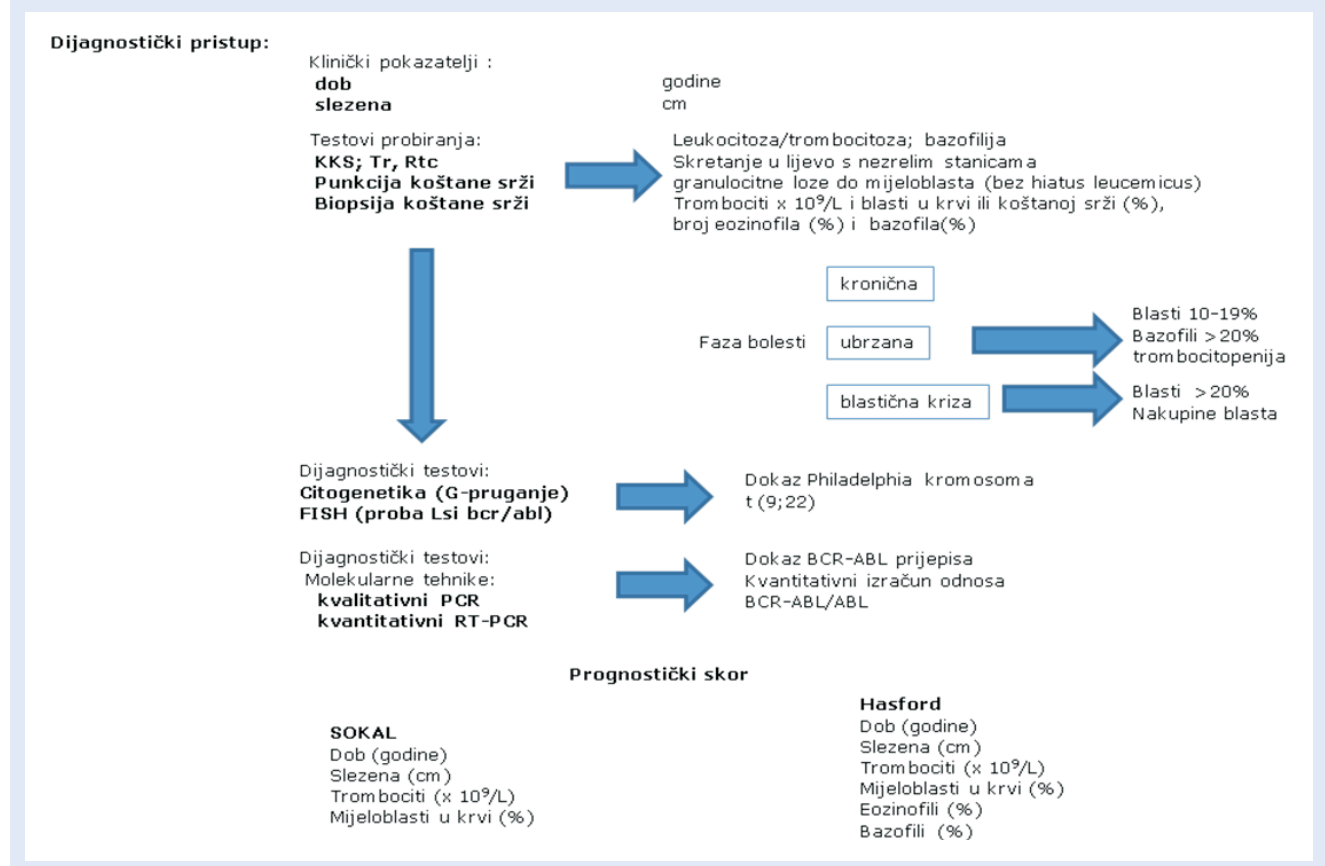 Dijagnostički pristup:
Klinički pokazatelji :
dob godine
slezena cm
Testovi probiranja:
KKS; Tr, Rtc
Punkcija koštane srži
Biopsija koštane srži
Leukocitoza/trombocitoza; bazofilija
Skretanje u lijevo s nezrelim stanicama
granulocitne loze do mijeloblasta (bez hiatus leucemicus)
Trombociti x 10⁹/L i blasti u krvi ili koštanoj srži (%),
broj eozinofila (%) i bazofila(%)
Faza bolesti
kronična
ubrzana
Blasti 10-19%
Bazofili >20%
trombocitopenija
blastična kriza
Blasti >20%
Nakupine blasta
Dijagnostički testovi:
Citogenetika (G-pruganje)
FISH (proba Lsi bcr/abl)
Dokaz Philadelphia kromosoma
t (9;22)
Dijagnostički testovi:
Molekularne tehnike:
kvalitativni PCR
kvantitativni RT-PCR
Dokaz BCR-ABL prijepisa
Kvantitativni izračun odnosa
BCR-ABL/ABL
Prognostički skor
SOKAL
Dob (godine)
Slezena (cm)
Trombociti (x 10⁹/L)
Mijeloblasti u krvi (%)
Hasford
Dob (godine)
Slezena (cm)
Trombociti (x 10⁹/L)
Mijeloblasti u krvi (%)
Eozinofili (%)
Bazofili (%)